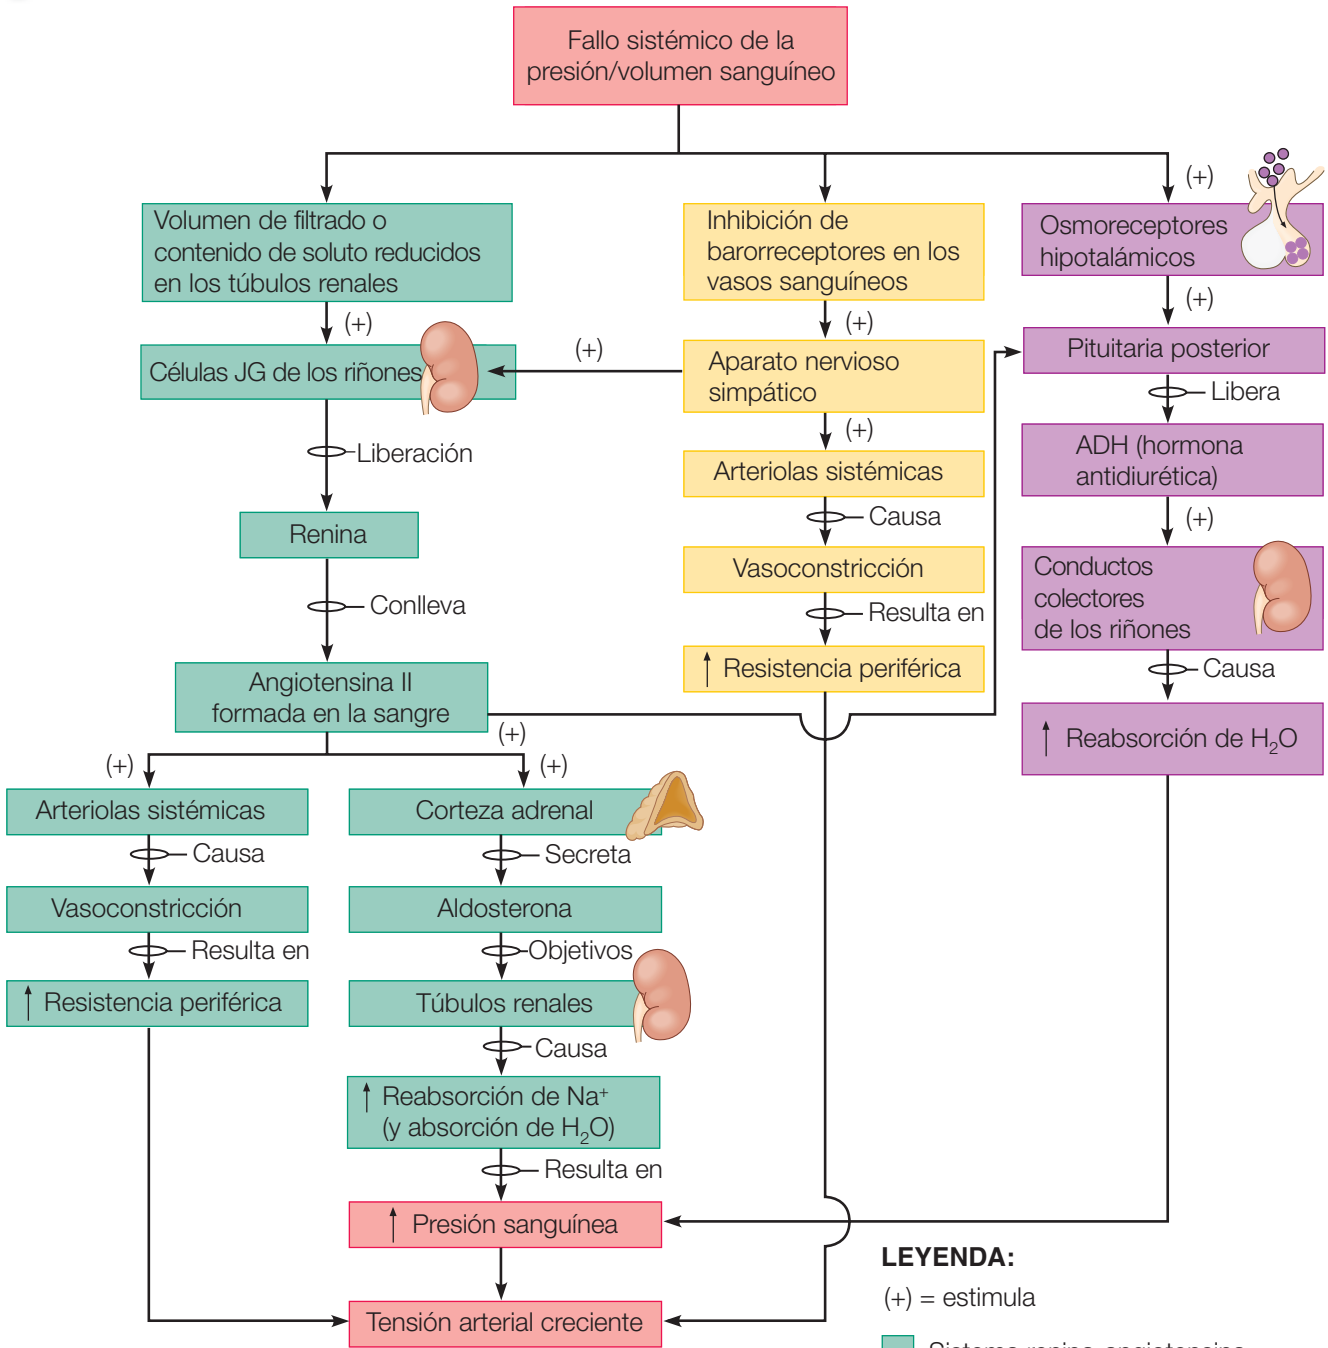 Fallo sistémico de la
presión/volumen sanguíneo
(+)
Volumen de filtrado o
contenido de soluto reducidos
en los túbulos renales
Inhibición de
barorreceptores en los
vasos sanguíneos
Osmoreceptores
hipotalámicos
(+)
(+)
(+)
Células JG de los riñones
(+)
Aparato nervioso
simpático
Pituitaria posterior
Libera
(+)
Liberación
Arteriolas sistémicas
ADH (hormona
antidiurética)
Causa
(+)
Renina
Vasoconstricción
Conductos
colectores
de los riñones
Conlleva
Resulta en
Angiotensina II
formada en la sangre
↑ Resistencia periférica
Causa
(+)
↑ Reabsorción de H₂O
(+)
(+)
Arteriolas sistémicas
Corteza adrenal
Causa
Secreta
Vasoconstricción
Aldosterona
Resulta en
Objetivos
↑ Resistencia periférica
Túbulos renales
Causa
↑ Reabsorción de Na⁺
(y absorción de H₂O)
Resulta en
↑ Presión sanguínea
Tensión arterial creciente
LEYENDA:
(+) = estimula
Sistema renina-angiotensina